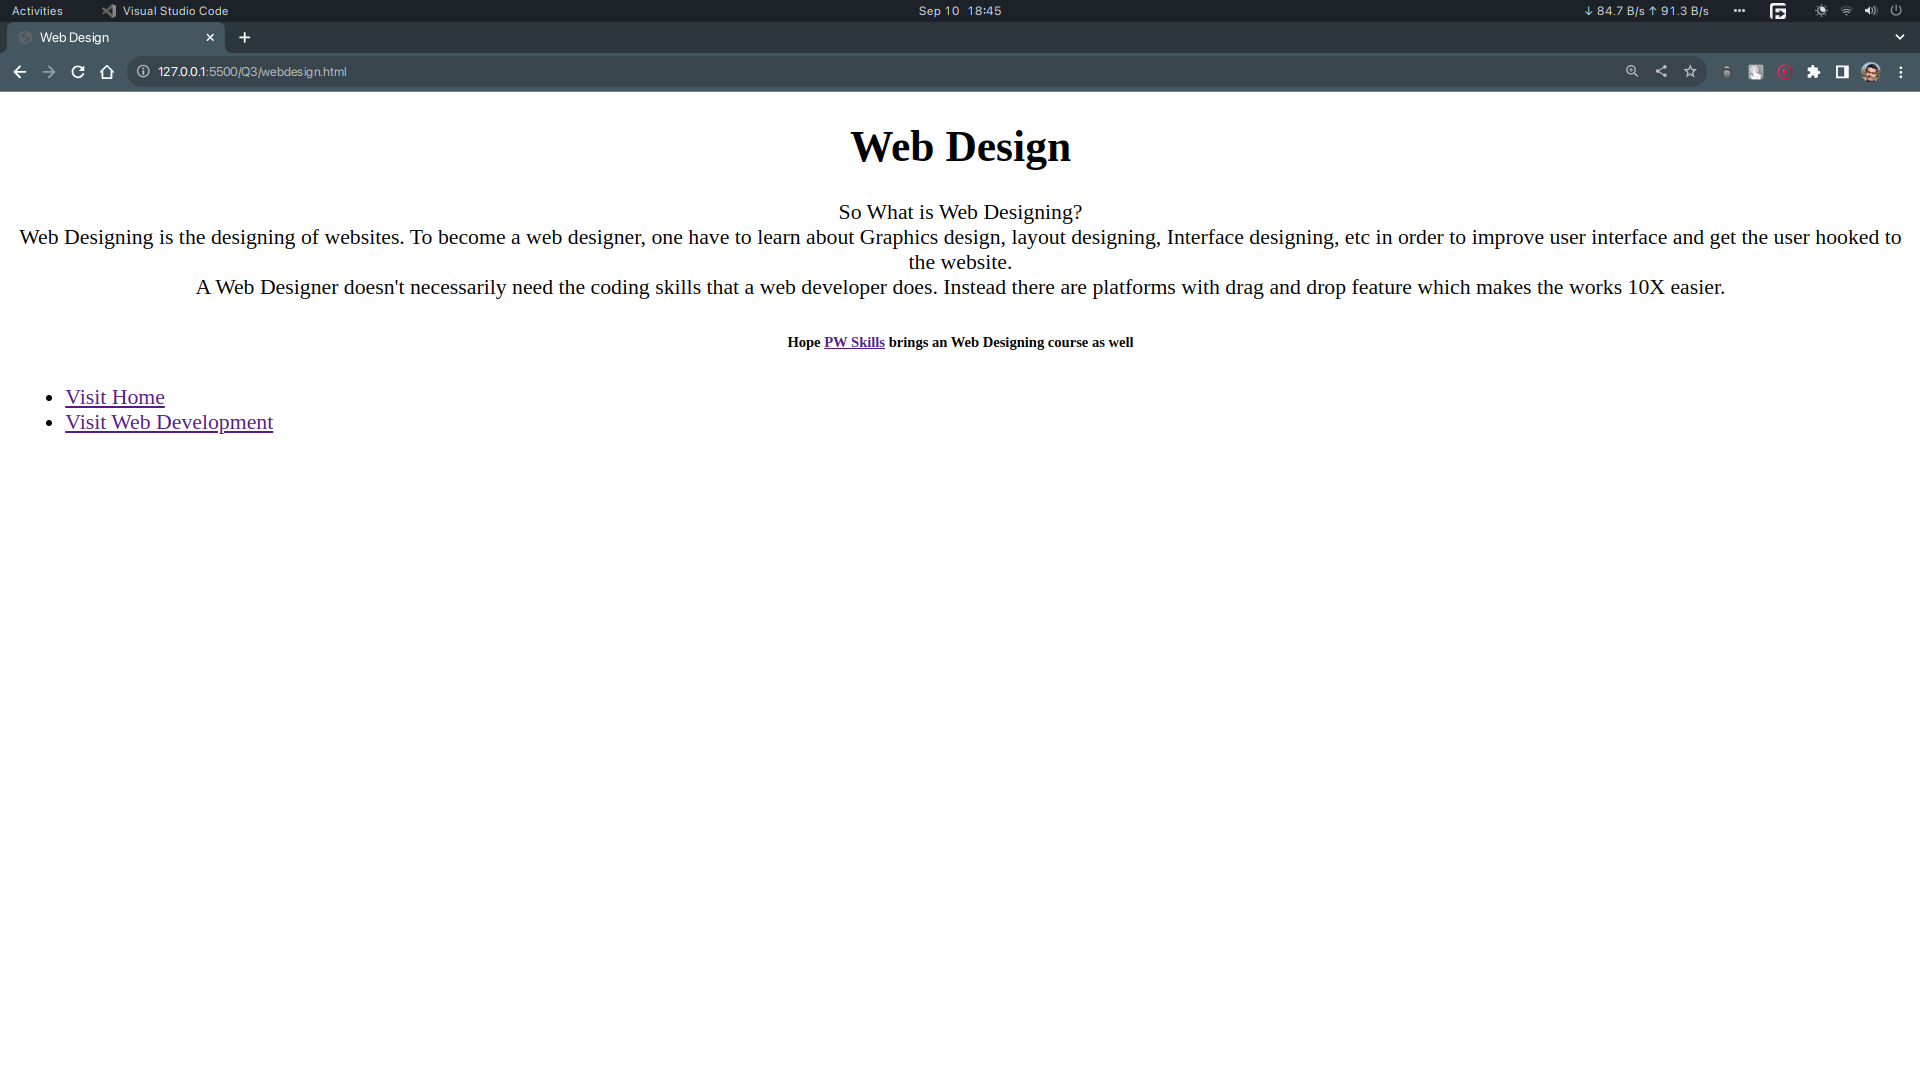 Activities Visual Studio Code Sep 10 18:45 ↓ 84.7 B/s ↑ 91.3 B/s
Web Design
127.0.0.1:5500/Q3/webdesign.html
Web Design
So What is Web Designing?
Web Designing is the designing of websites. To become a web designer, one have to learn about Graphics design, layout designing, Interface designing, etc in order to improve user interface and get the user hooked to
the website.
A Web Designer doesn't necessarily need the coding skills that a web developer does. Instead there are platforms with drag and drop feature which makes the works 10X easier.
Hope PW Skills brings an Web Designing course as well
• Visit Home
• Visit Web Development